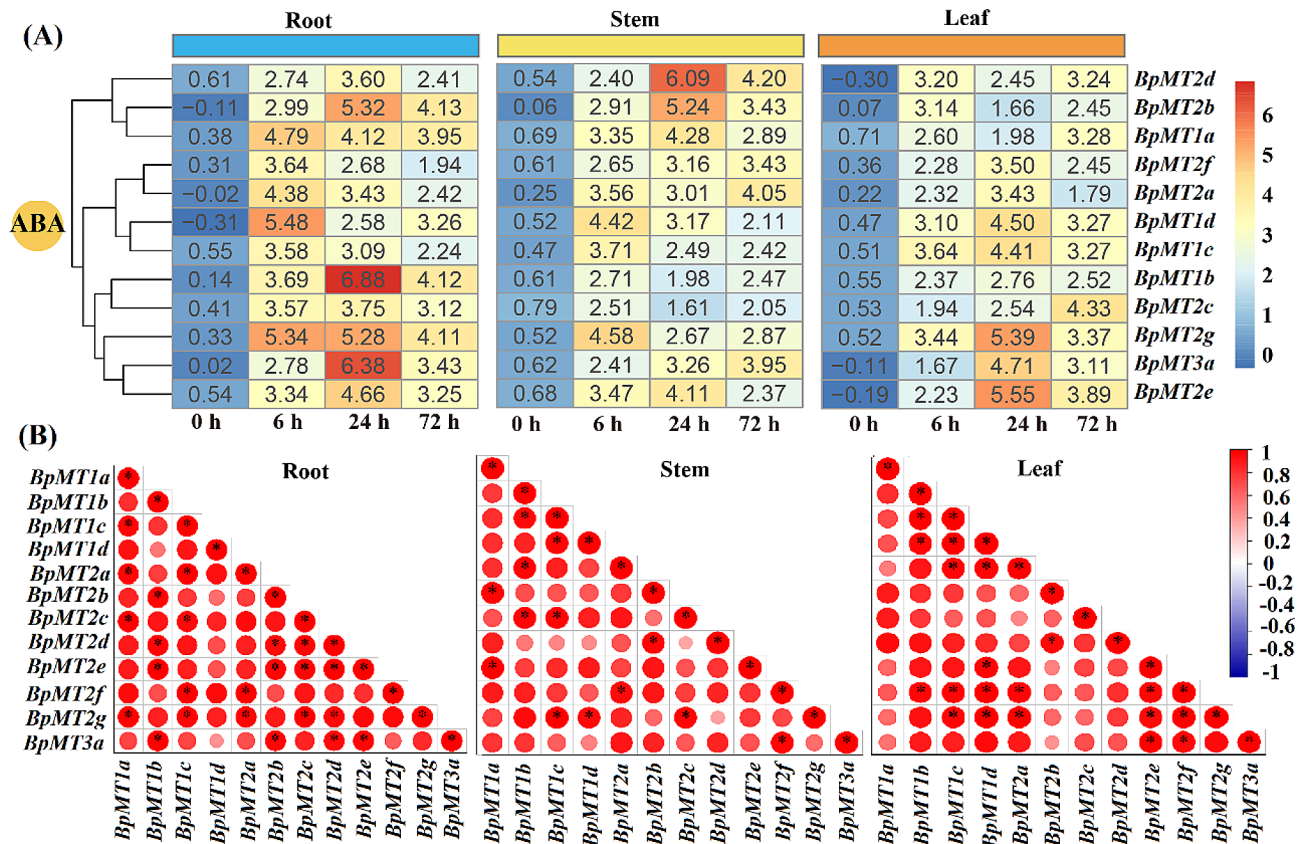 (A)
Root Stem Leaf
0.61 2.74 3.60 2.41 0.54 2.40 6.09 4.20 −0.30 3.20 2.45 3.24 BpMT2d
−0.11 2.99 5.32 4.13 0.06 2.91 5.24 3.43 0.07 3.14 1.66 2.45 BpMT2b
0.38 4.79 4.12 3.95 0.69 3.35 4.28 2.89 0.71 2.60 1.98 3.28 BpMT1a
0.31 3.64 2.68 1.94 0.61 2.65 3.16 3.43 0.36 2.28 3.50 2.45 BpMT2f
−0.02 4.38 3.43 2.42 0.25 3.56 3.01 4.05 0.22 2.32 3.43 1.79 BpMT2a
ABA
−0.31 5.48 2.58 3.26 0.52 4.42 3.17 2.11 0.47 3.10 4.50 3.27 BpMT1d
0.55 3.58 3.09 2.24 0.47 3.71 2.49 2.42 0.51 3.64 4.41 3.27 BpMT1c
0.14 3.69 6.88 4.12 0.61 2.71 1.98 2.47 0.55 2.37 2.76 2.52 BpMT1b
0.41 3.57 3.75 3.12 0.79 2.51 1.61 2.05 0.53 1.94 2.54 4.33 BpMT2c
0.33 5.34 5.28 4.11 0.52 4.58 2.67 2.87 0.52 3.44 5.39 3.37 BpMT2g
0.02 2.78 6.38 3.43 0.62 2.41 3.26 3.95 −0.11 1.67 4.71 3.11 BpMT3a
0.54 3.34 4.66 3.25 0.68 3.47 4.11 2.37 −0.19 2.23 5.55 3.89 BpMT2e
0 h 6 h 24 h 72 h 0 h 6 h 24 h 72 h 0 h 6 h 24 h 72 h
6
5
4
3
2
1
0
(B)
Root Stem Leaf
BpMT1a
BpMT1b
BpMT1c
BpMT1d
BpMT2a
BpMT2b
BpMT2c
BpMT2d
BpMT2e
BpMT2f
BpMT2g
BpMT3a
BpMT1a BpMT1b BpMT1c BpMT1d BpMT2a BpMT2b BpMT2c BpMT2d BpMT2e BpMT2f BpMT2g BpMT3a
BpMT1a BpMT1b BpMT1c BpMT1d BpMT2a BpMT2b BpMT2c BpMT2d BpMT2e BpMT2f BpMT2g BpMT3a
BpMT1a BpMT1b BpMT1c BpMT1d BpMT2a BpMT2b BpMT2c BpMT2d BpMT2e BpMT2f BpMT2g BpMT3a
1
0.8
0.6
0.4
0.2
0
-0.2
-0.4
-0.6
-0.8
-1